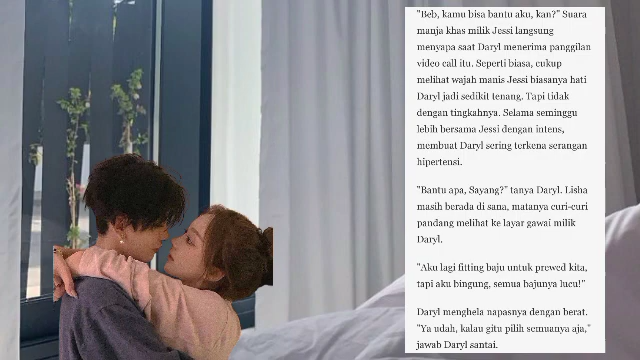 "Beb, kamu bisa bantu aku, kan?" Suara
manja khas milik Jessi langsung
menyapa saat Daryl menerima panggilan
video call itu. Seperti biasa, cukup
melihat wajah manis Jessi biasanya hati
Daryl jadi sedikit tenang. Tapi tidak
dengan tingkahnya. Selama seminggu
lebih bersama Jessi dengan intens,
membuat Daryl sering terkena serangan
hipertensi.
"Bantu apa, Sayang?" tanya Daryl. Lisha
masih berada di sana, matanya curi-curi
pandang melihat ke layar gawai milik
Daryl.
"Aku lagi fitting baju untuk prewed kita,
tapi aku bingung, semua bajunya lucu!"
Daryl menghela napasnya dengan berat.
"Ya udah, kalau gitu pilih semuanya aja,"
jawab Daryl santai.